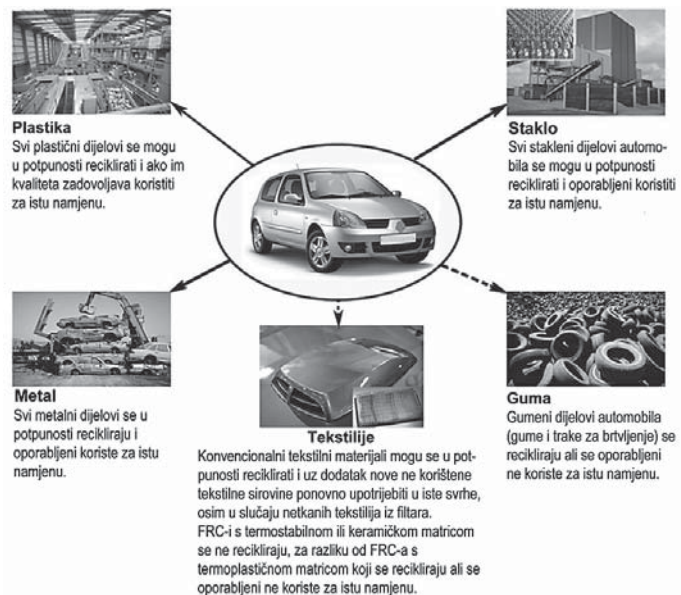 Plastika
Svi plastični dijelovi se mogu
u potpunosti reciklirati i ako im
kvaliteta zadovoljava koristiti
za istu namjenu.
Staklo
Svi stakleni dijelovi automo-
bila se mogu u potpunosti
reciklirati i oporabljeni koristiti
za istu namjenu.
Metal
Svi metalni dijelovi se u
potpunosti recikliraju i
oporabljeni koriste za istu
namjenu.
Tekstilije
Konvencionalni tekstilni materijali mogu se u pot-
punosti reciklirati i uz dodatak nove ne korištene
tekstilne sirovine ponovno upotrijebiti u iste svrhe,
osim u slučaju netkanih tekstilija iz filtara.
FRC-i s termostabilnom ili keramičkom matricom
se ne recikliraju, za razliku od FRC-a s
termoplastičnom matricom koji se recikliraju ali se
oporabljeni ne koriste za istu namjenu.
Guma
Gumeni dijelovi automobila
(gume i trake za brtvljenje) se
recikliraju ali se oporabljeni
ne koriste za istu namjenu.